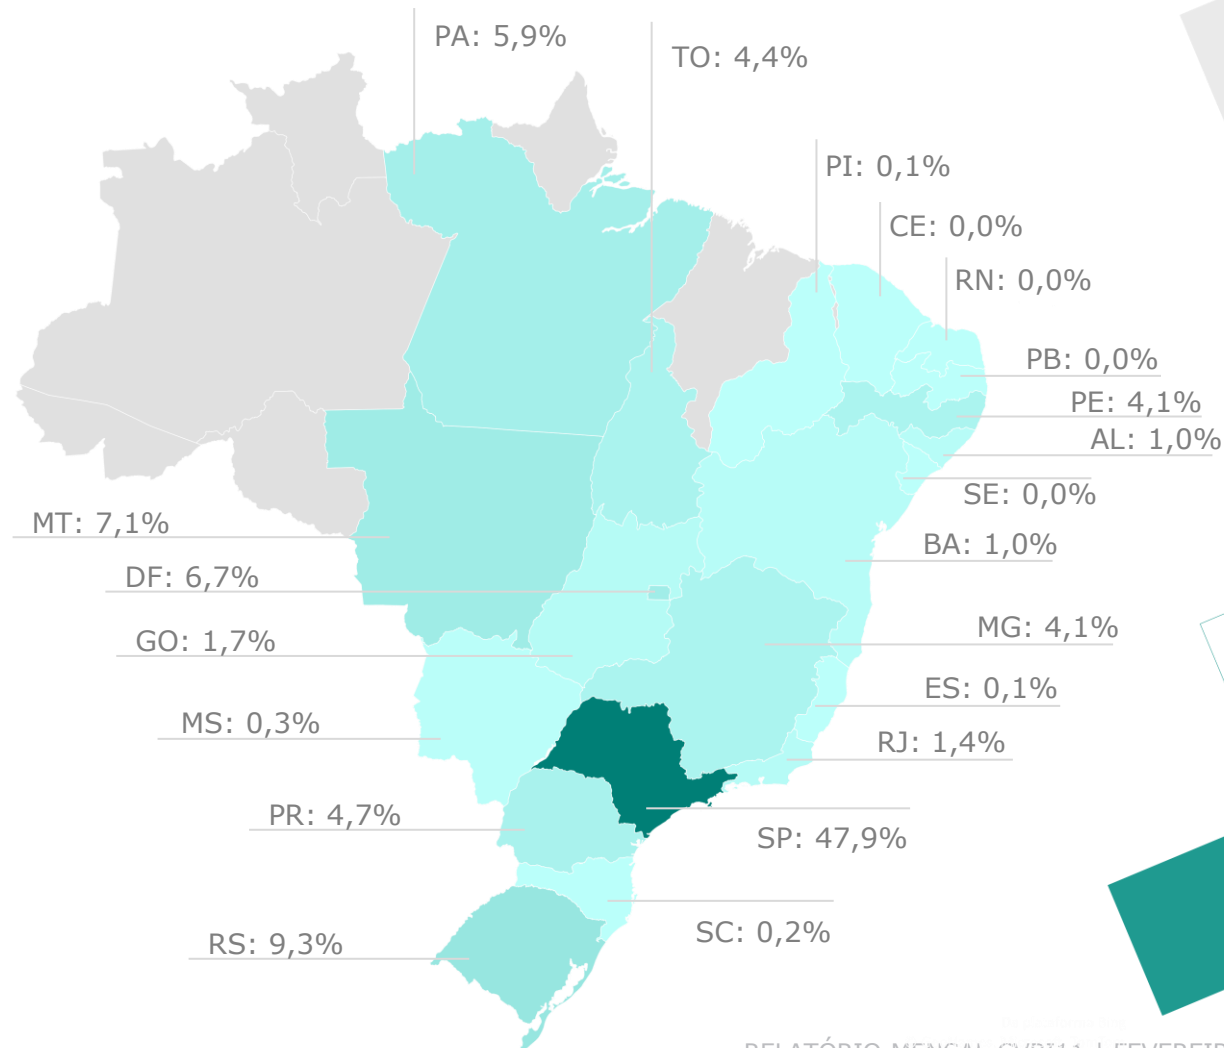 PA: 5,9%
TO: 4,4%
PI: 0,1%
CE: 0,0%
RN: 0,0%
PB: 0,0%
PE: 4,1%
AL: 1,0%
SE: 0,0%
MT: 7,1%
BA: 1,0%
DF: 6,7%
MG: 4,1%
GO: 1,7%
ES: 0,1%
MS: 0,3%
RJ: 1,4%
PR: 4,7%
SP: 47,9%
SC: 0,2%
RS: 9,3%
RELATÓRIO MENSAL